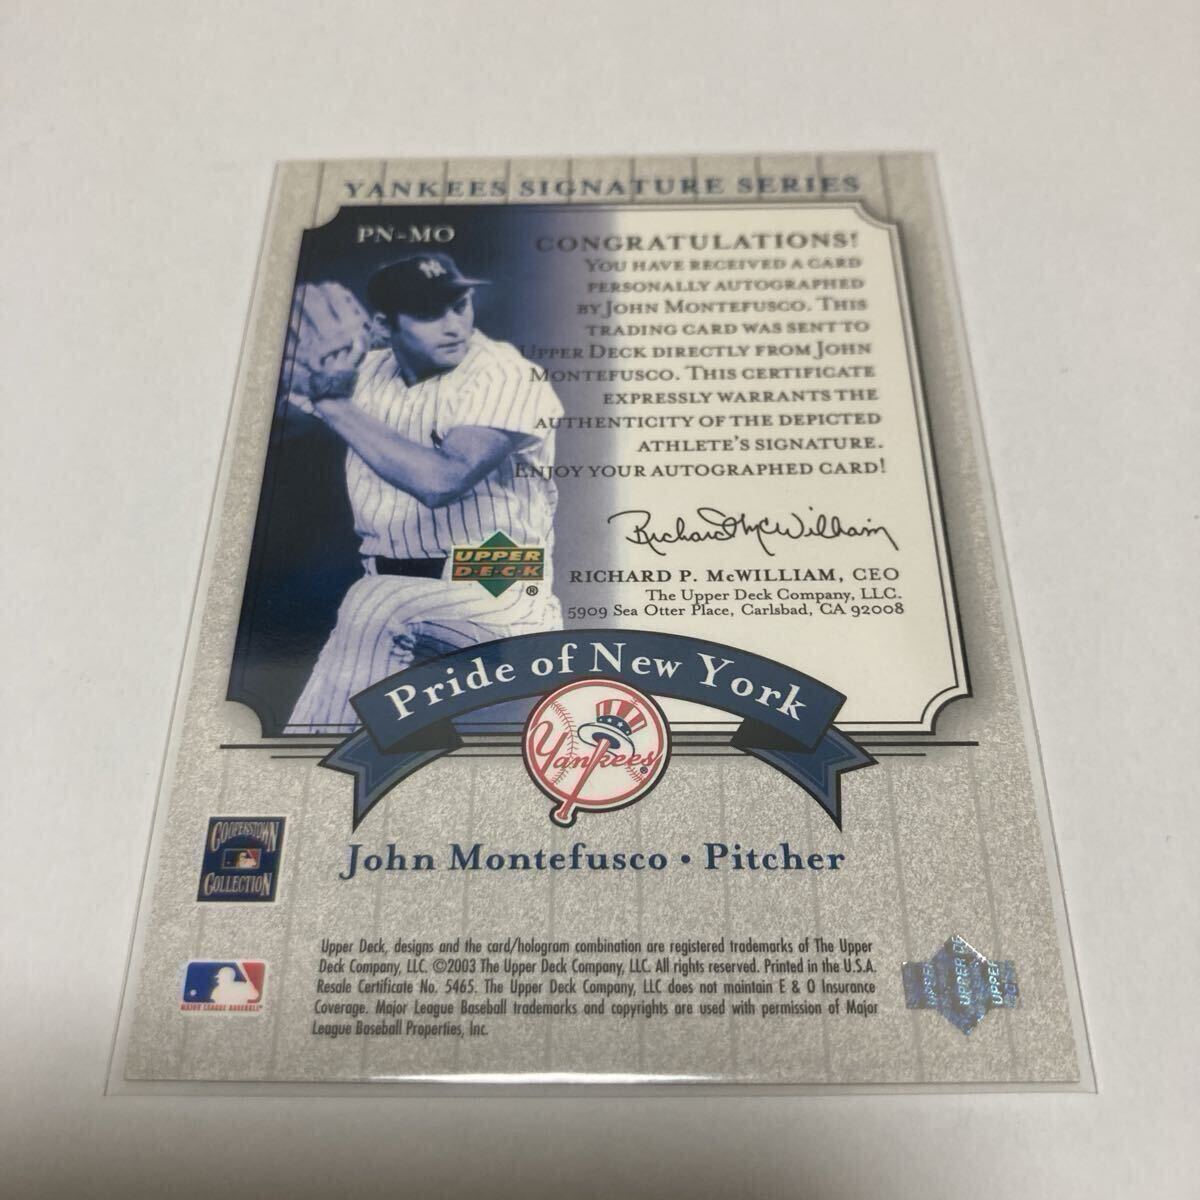 YANKEES SIGNATURE SERIES
PN-MO
CONGRATULATIONS!
YOU HAVE RECEIVED A CARD
PERSONALLY AUTOGRAPHED
BY JOHN MONTEFUSCO. THIS
TRADING CARD WAS SENT TO
UPPER DECK DIRECTLY FROM JOHN
MONTEFUSCO. THIS CERTIFICATE
EXPRESSLY WARRANTS THE
AUTHENTICITY OF THE DEPICTED
ATHLETE'S SIGNATURE.
ENJOY YOUR AUTOGRAPHED CARD!
Richard McWilliam
RICHARD P. McWILLIAM, CEO
The Upper Deck Company, LLC.
5909 Sea Otter Place, Carlsbad, CA 92008
UPPER
D·E·C·K
®
Pride of New York
Yankees®
John Montefusco • Pitcher
COOPERSTOWN
COLLECTION
MAJOR LEAGUE BASEBALL
Upper Deck, designs and the card/hologram combination are registered trademarks of The Upper
Deck Company, LLC. ©2003 The Upper Deck Company, LLC. All rights reserved. Printed in the U.S.A.
Resale Certificate No. 5465. The Upper Deck Company, LLC does not maintain E & O Insurance
Coverage. Major League Baseball trademarks and copyrights are used with permission of Major
League Baseball Properties, Inc.
UPPER DECK